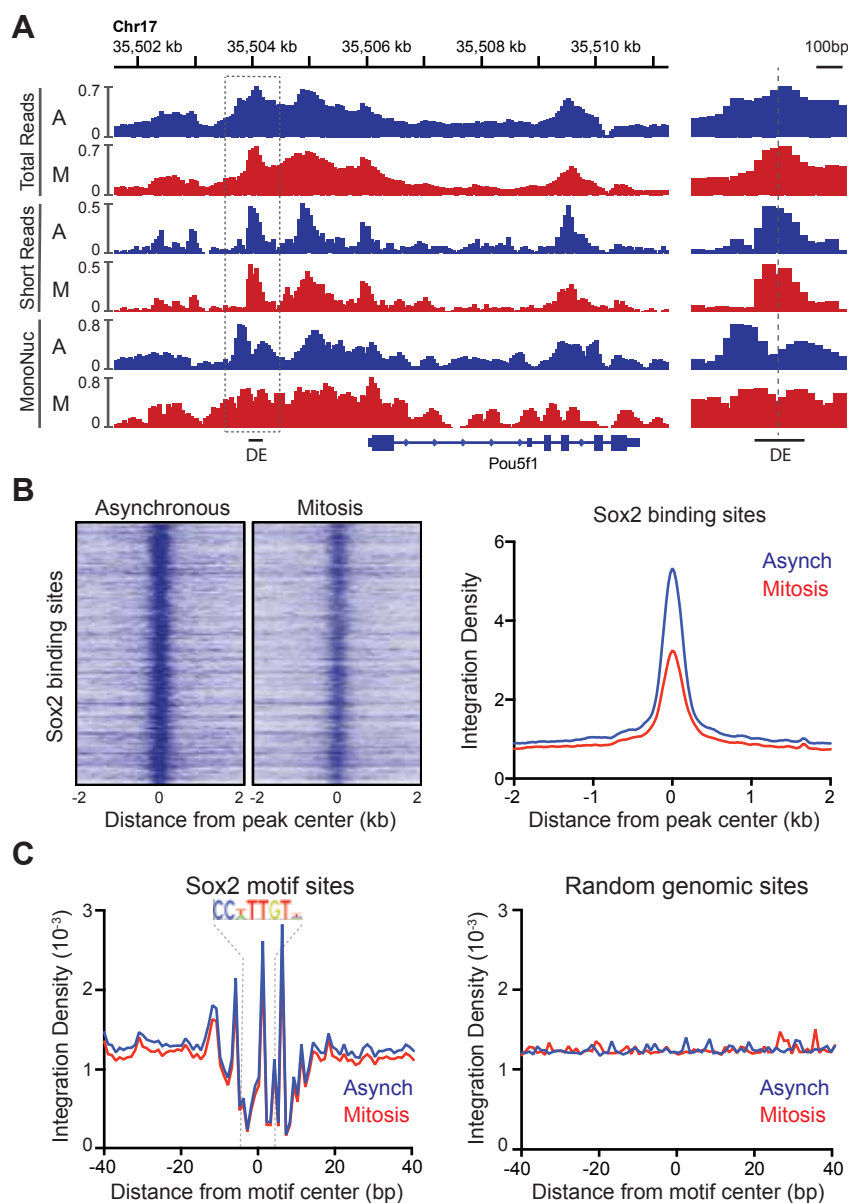 A
Chr17
35,502 kb 35,504 kb 35,506 kb 35,508 kb 35,510 kb 100bp
Total Reads
A
0.7
0
M
0.7
0
Short Reads
A
0.5
0
M
0.5
0
MonoNuc
A
0.8
0
M
0.8
0
DE
Pou5f1
DE
B
Asynchronous Mitosis
Sox2 binding sites
-2 0 2 -2 0 2
Distance from peak center (kb)
Sox2 binding sites
Asynch
Mitosis
Integration Density
6
4
2
0
-2 -1 0 1 2
Distance from peak center (kb)
C
Sox2 motif sites
CC TTGT
Integration Density (10-3)
3
2
1
0
Asynch
Mitosis
-40 -20 0 20 40
Distance from motif center (bp)
Random genomic sites
Integration Density (10-3)
3
2
1
0
Asynch
Mitosis
-40 -20 0 20 40
Distance from motif center (bp)